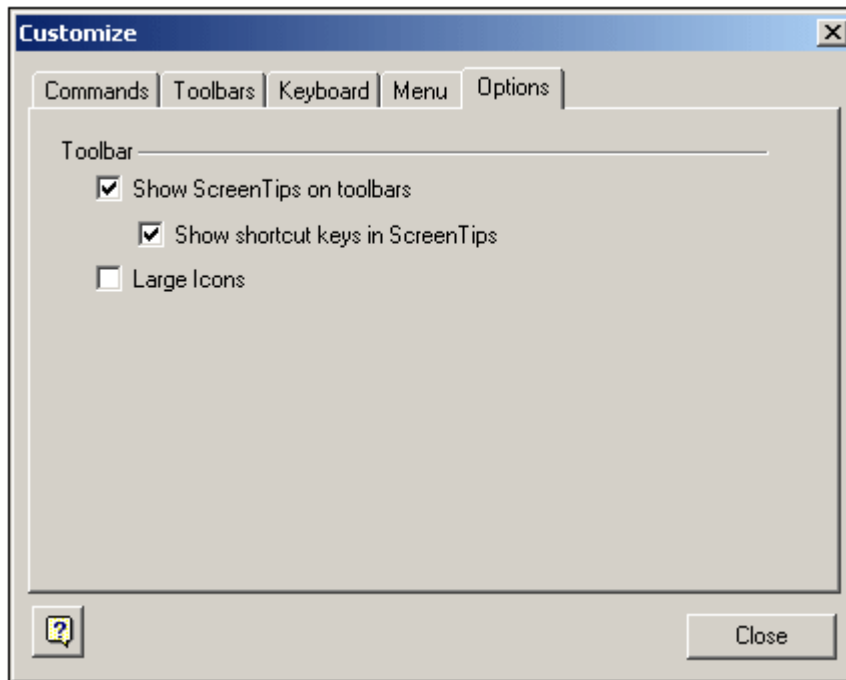 Customize
Commands Toolbars Keyboard Menu Options
Toolbar
Show ScreenTips on toolbars
Show shortcut keys in ScreenTips
Large Icons
?
Close